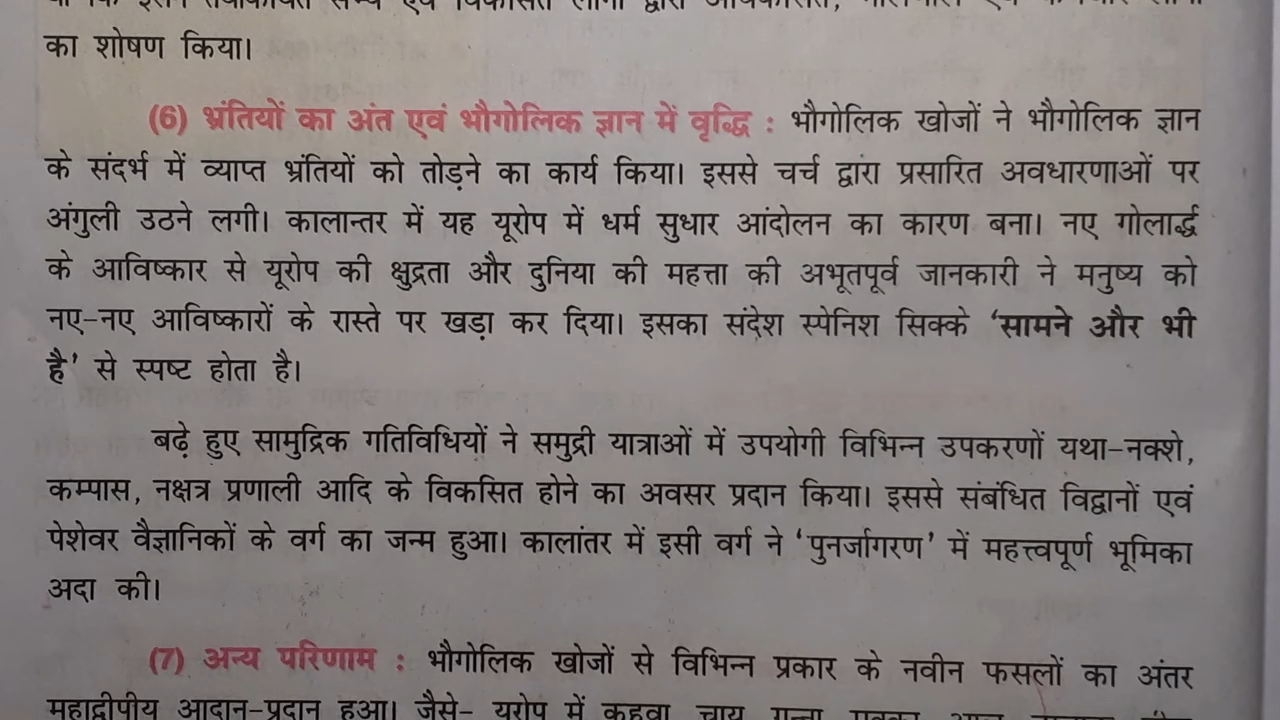 का शोषण किया।
(6) भ्रंतियों का अंत एवं भौगोलिक ज्ञान में वृद्धि : भौगोलिक खोजों ने भौगोलिक ज्ञान
के संदर्भ में व्याप्त भ्रंतियों को तोड़ने का कार्य किया। इससे चर्च द्वारा प्रसारित अवधारणाओं पर
अंगुली उठने लगी। कालान्तर में यह यूरोप में धर्म सुधार आंदोलन का कारण बना। नए गोलार्द्ध
के आविष्कार से यूरोप की क्षुद्रता और दुनिया की महत्ता की अभूतपूर्व जानकारी ने मनुष्य को
नए-नए आविष्कारों के रास्ते पर खड़ा कर दिया। इसका संदेश स्पेनिश सिक्के ‘सामने और भी
है’ से स्पष्ट होता है।
बढ़े हुए सामुद्रिक गतिविधियों ने समुद्री यात्राओं में उपयोगी विभिन्न उपकरणों यथा-नक्शे,
कम्पास, नक्षत्र प्रणाली आदि के विकसित होने का अवसर प्रदान किया। इससे संबंधित विद्वानों एवं
पेशेवर वैज्ञानिकों के वर्ग का जन्म हुआ। कालांतर में इसी वर्ग ने ‘पुनर्जागरण’ में महत्त्वपूर्ण भूमिका
अदा की।
(7) अन्य परिणाम : भौगोलिक खोजों से विभिन्न प्रकार के नवीन फसलों का अंतर
महाद्वीपीय आदान-प्रदान हुआ। जैसे- यूरोप में कहवा चाय गन्ना मक्का